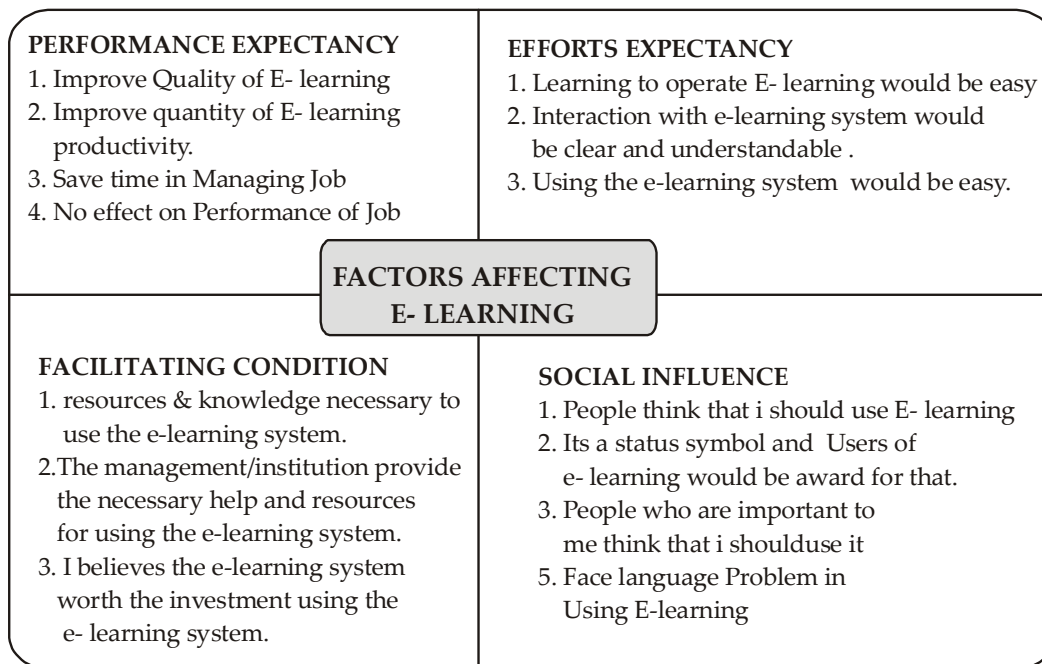 PERFORMANCE EXPECTANCY
1. Improve Quality of E- learning
2. Improve quantity of E- learning
productivity.
3. Save time in Managing Job
4. No effect on Performance of Job
EFFORTS EXPECTANCY
1. Learning to operate E- learning would be easy
2. Interaction with e-learning system would
be clear and understandable .
3. Using the e-learning system would be easy.
FACTORS AFFECTING
E- LEARNING
FACILITATING CONDITION
1. resources & knowledge necessary to
use the e-learning system.
2.The management/institution provide
the necessary help and resources
for using the e-learning system.
3. I believes the e-learning system
worth the investment using the
e- learning system.
SOCIAL INFLUENCE
1. People think that i should use E- learning
2. Its a status symbol and Users of
e- learning would be award for that.
3. People who are important to
me think that i shoulduse it
5. Face language Problem in
Using E-learning